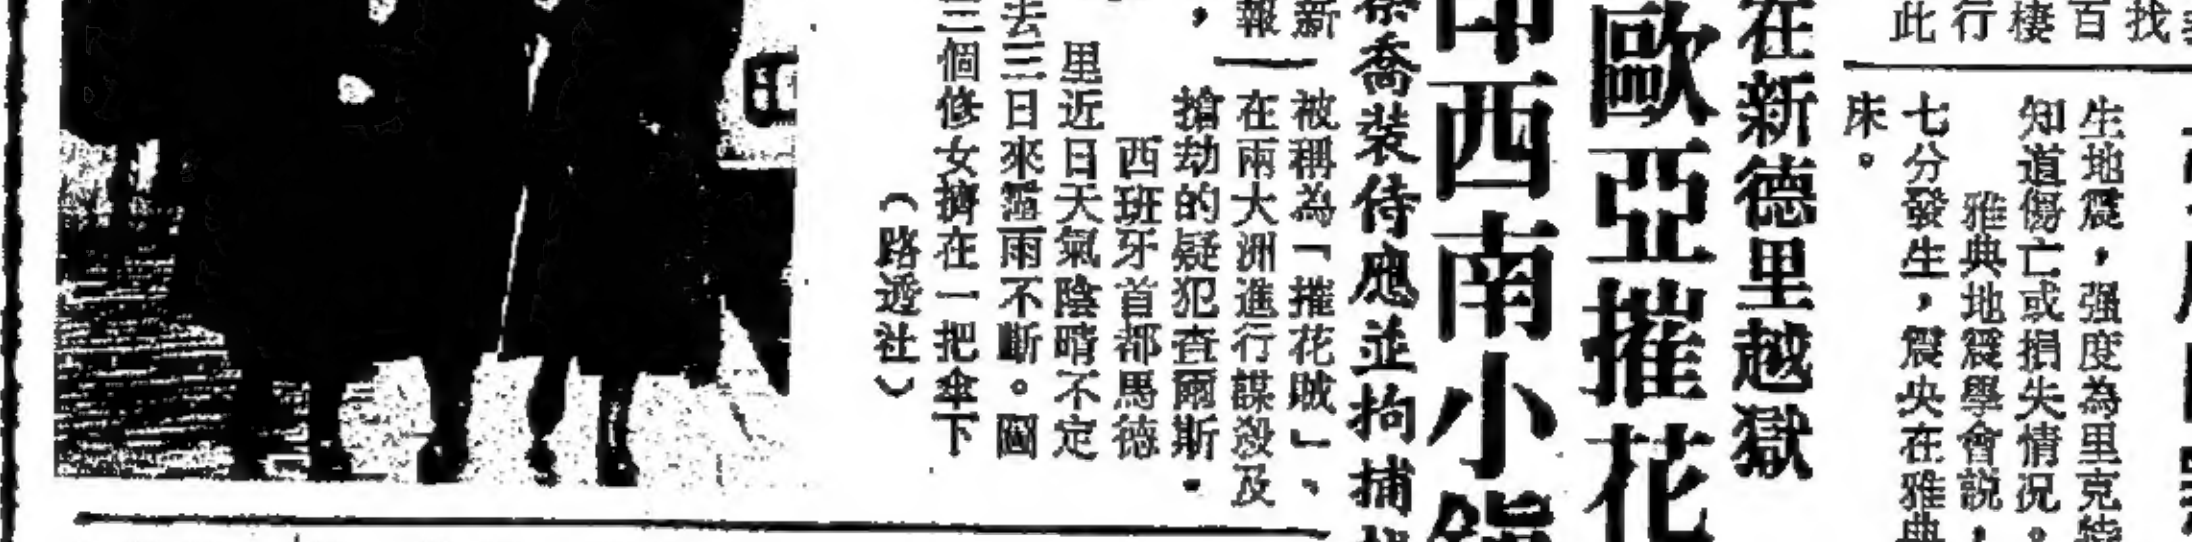 找
百
棲
行
此
生地震，强度為里克特
知道傷亡或損失情況。
雅典地震學會説，
七分發生，震央在雅典
床。
在新德里越獄
歐亞摧花
印西南小鎮
喬裝侍應並拘捕
新
報
，
被稱為「摧花賊」、
在兩大洲進行謀殺及
搶劫的疑犯查爾斯·
西班牙首都馬德
里近日天氣陰晴不定
去三日來雨不斷。圖
三個修女擠在一把傘下
（路透社）